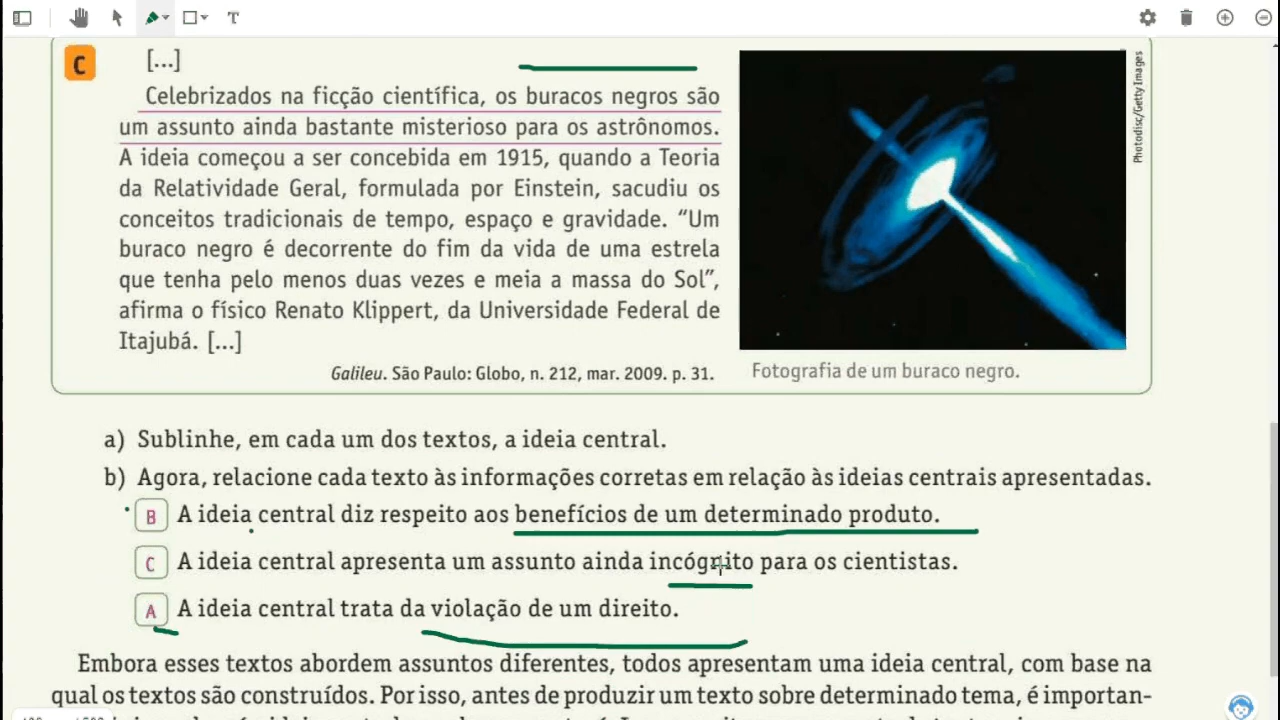 T
C
[...]
Celebrizados na ficção científica, os buracos negros são
um assunto ainda bastante misterioso para os astrônomos.
A ideia começou a ser concebida em 1915, quando a Teoria
da Relatividade Geral, formulada por Einstein, sacudiu os
conceitos tradicionais de tempo, espaço e gravidade. “Um
buraco negro é decorrente do fim da vida de uma estrela
que tenha pelo menos duas vezes e meia a massa do Sol”,
afirma o físico Renato Klippert, da Universidade Federal de
Itajubá. [...]
Galileu. São Paulo: Globo, n. 212, mar. 2009. p. 31.
Photodisc/Getty Images
Fotografia de um buraco negro.
a) Sublinhe, em cada um dos textos, a ideia central.
b) Agora, relacione cada texto às informações corretas em relação às ideias centrais apresentadas.
B A ideia central diz respeito aos benefícios de um determinado produto.
C A ideia central apresenta um assunto ainda incógnito para os cientistas.
A A ideia central trata da violação de um direito.
Embora esses textos abordem assuntos diferentes, todos apresentam uma ideia central, com base na
qual os textos são construídos. Por isso, antes de produzir um texto sobre determinado tema, é importan-